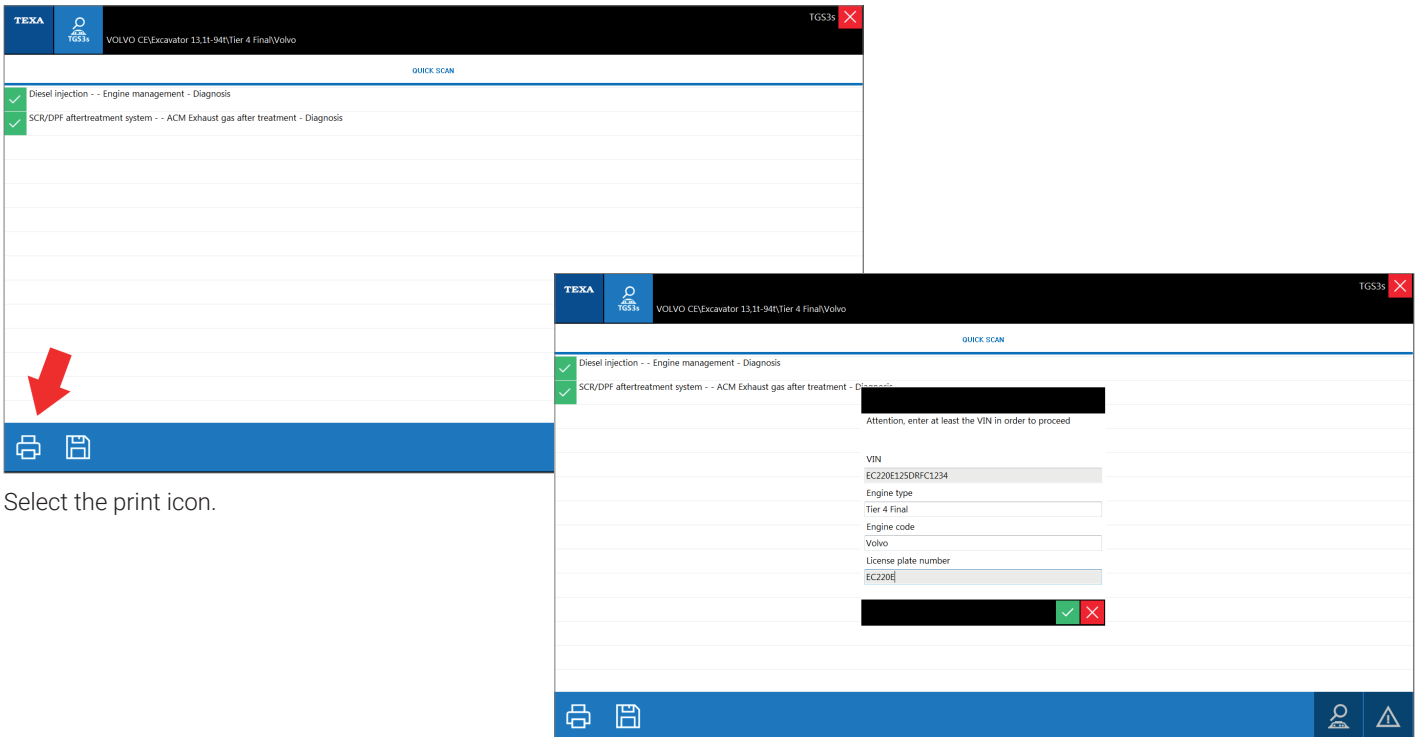 TEXA
TGS3s
TGS3s
VOLVO CE\Excavator 13,1t-94t\Tier 4 Final\Volvo
QUICK SCAN
Diesel injection - - Engine management - Diagnosis
SCR/DPF aftertreatment system - - ACM Exhaust gas after treatment - Diagnosis
Select the print icon.
TEXA
TGS3s
TGS3s
VOLVO CE\Excavator 13,1t-94t\Tier 4 Final\Volvo
QUICK SCAN
Diesel injection - - Engine management - Diagnosis
SCR/DPF aftertreatment system - - ACM Exhaust gas after treatment - Diagnosis
Attention, enter at least the VIN in order to proceed
VIN
EC220E125DRFC1234
Engine type
Tier 4 Final
Engine code
Volvo
License plate number
EC220E